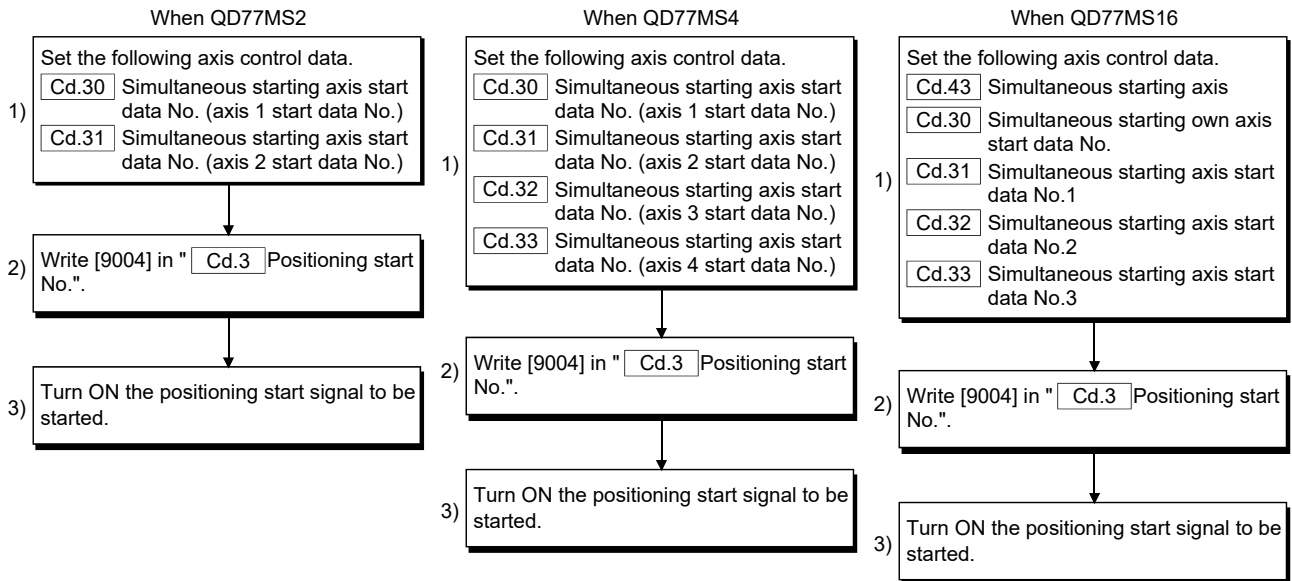 When QD77MS2
Set the following axis control data.
Cd.30 Simultaneous starting axis start
data No. (axis 1 start data No.)
1)
Cd.31 Simultaneous starting axis start
data No. (axis 2 start data No.)
2)
Write [9004] in " Cd.3 Positioning start
No.".
3)
Turn ON the positioning start signal to be
started.
When QD77MS4
Set the following axis control data.
Cd.30 Simultaneous starting axis start
data No. (axis 1 start data No.)
Cd.31 Simultaneous starting axis start
data No. (axis 2 start data No.)
1)
Cd.32 Simultaneous starting axis start
data No. (axis 3 start data No.)
Cd.33 Simultaneous starting axis start
data No. (axis 4 start data No.)
2)
Write [9004] in " Cd.3 Positioning start
No.".
3)
Turn ON the positioning start signal to be
started.
When QD77MS16
Set the following axis control data.
Cd.43 Simultaneous starting axis
Cd.30 Simultaneous starting own axis
start data No.
1)
Cd.31 Simultaneous starting axis start
data No.1
Cd.32 Simultaneous starting axis start
data No.2
Cd.33 Simultaneous starting axis start
data No.3
2)
Write [9004] in " Cd.3 Positioning start
No.".
3)
Turn ON the positioning start signal to be
started.